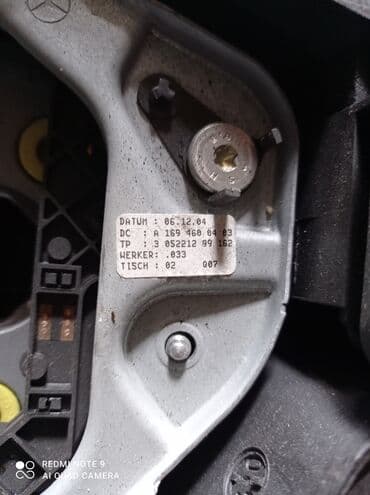 DATUM : 06.12.04
DC : A 169 460 04 03
TP : 3 052212 99 162
WERKER: .033
TISCH : 02 007
REDMI NOTE 9
AI QUAD CAMERA